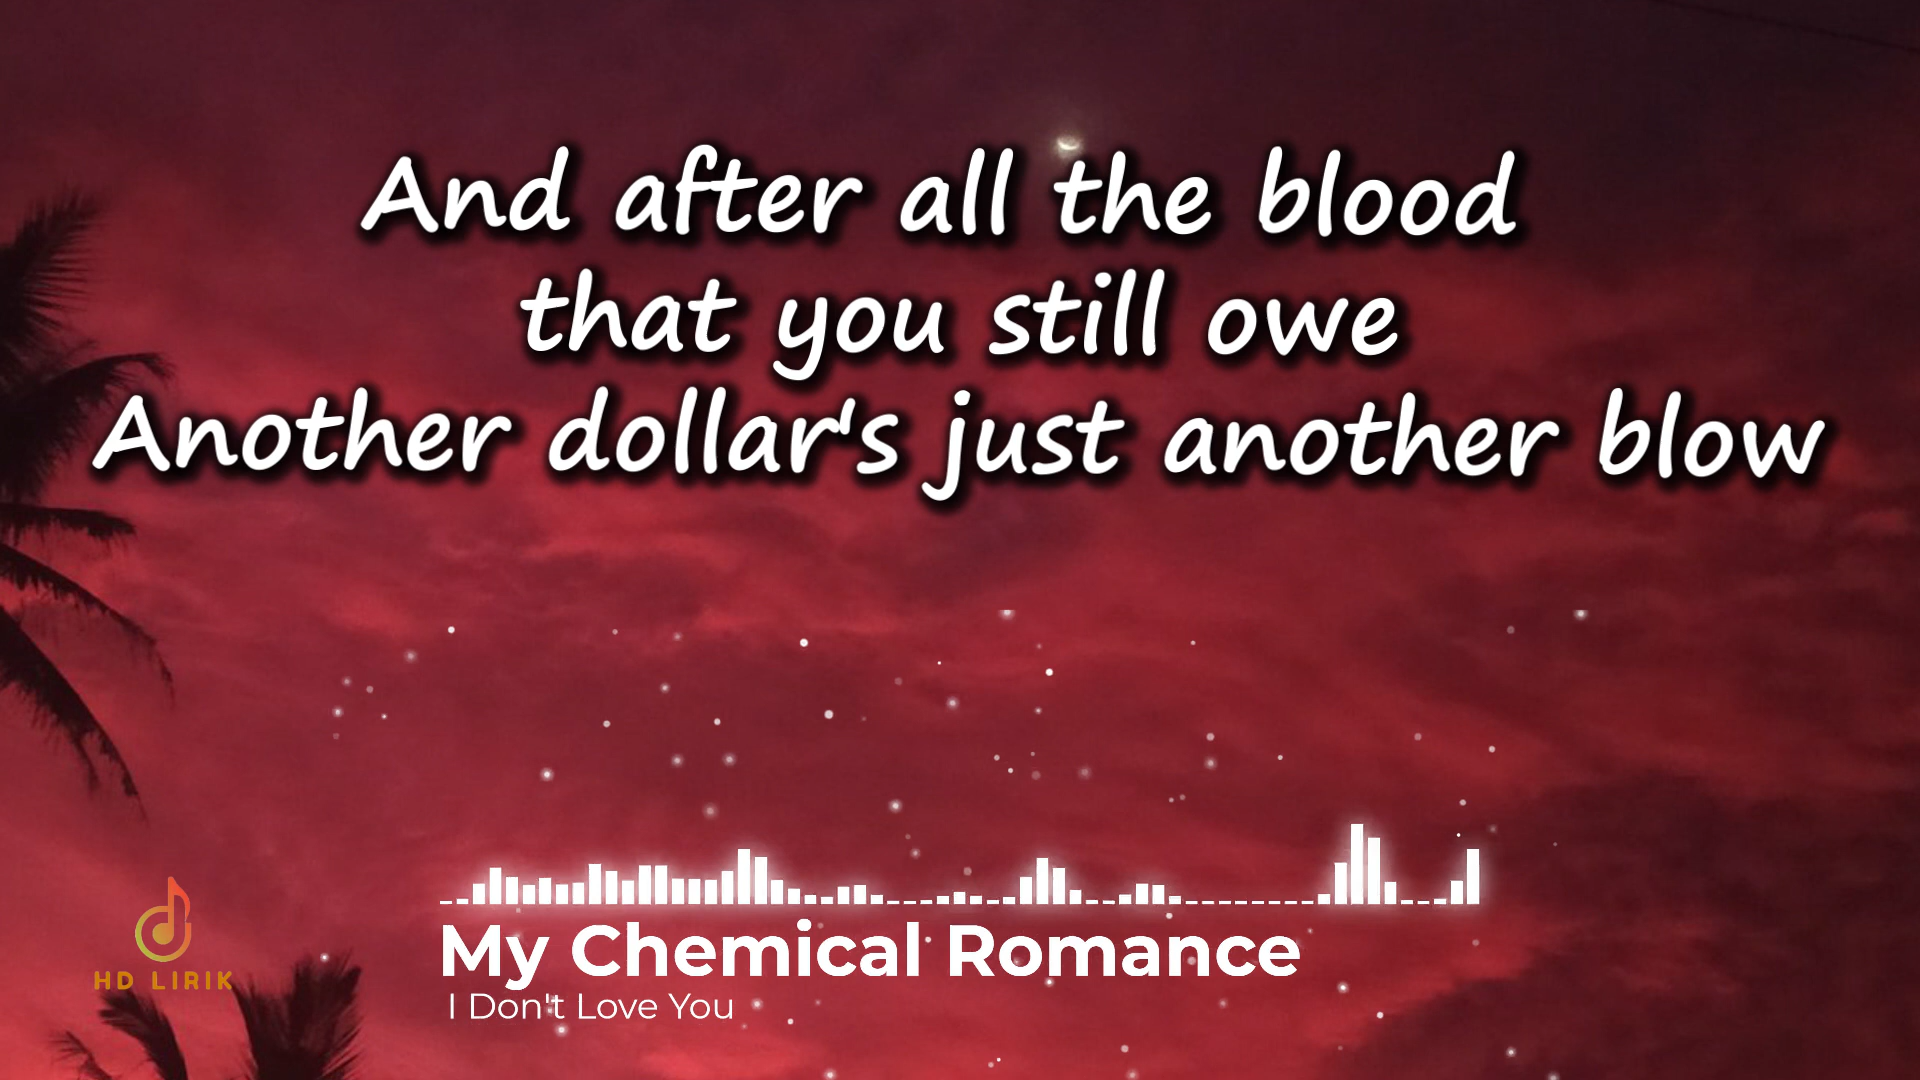 And after all the blood
that you still owe
Another dollar's just another blow
My Chemical Romance
I Don't Love You
HD LIRIK